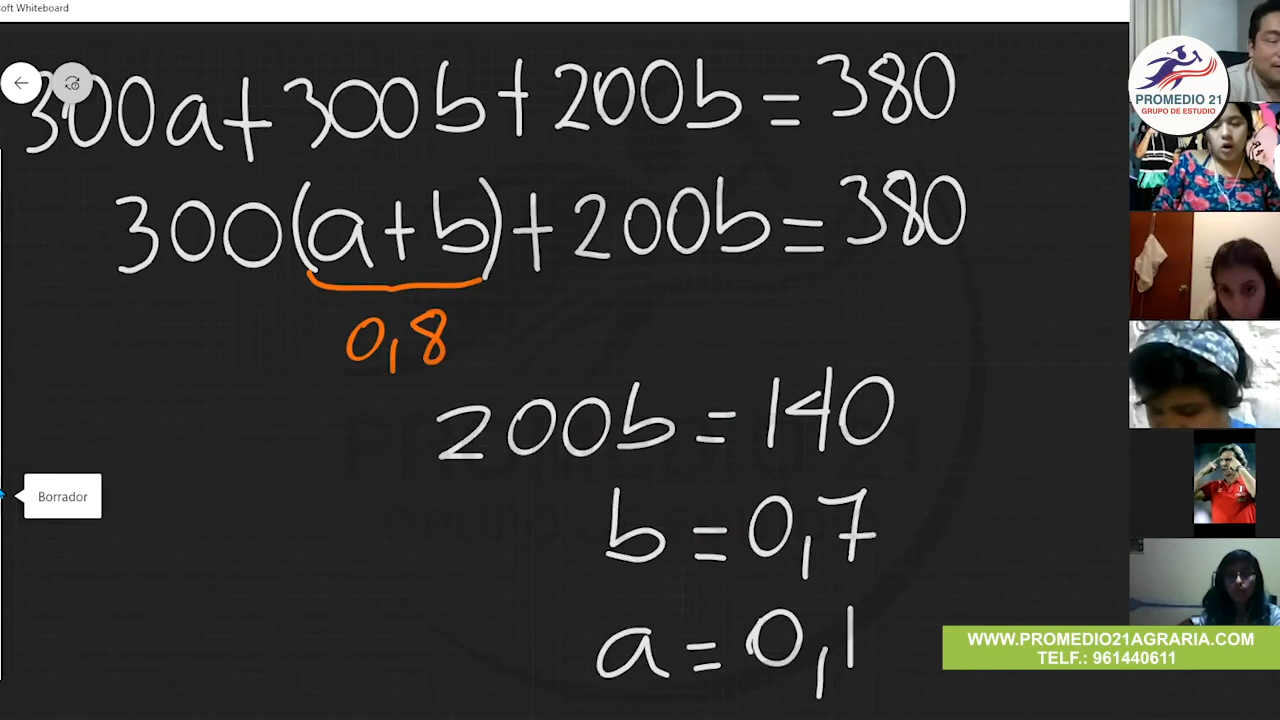 soft Whiteboard
300a+300b+200b=380
300(a+b)+200b=380
0,8
200b=140
b=0,7
a=0,1
Borrador
PROMEDIO 21
GRUPO DE ESTUDIO
WWW.PROMEDIO21AGRARIA.COM
TELF.: 961440611